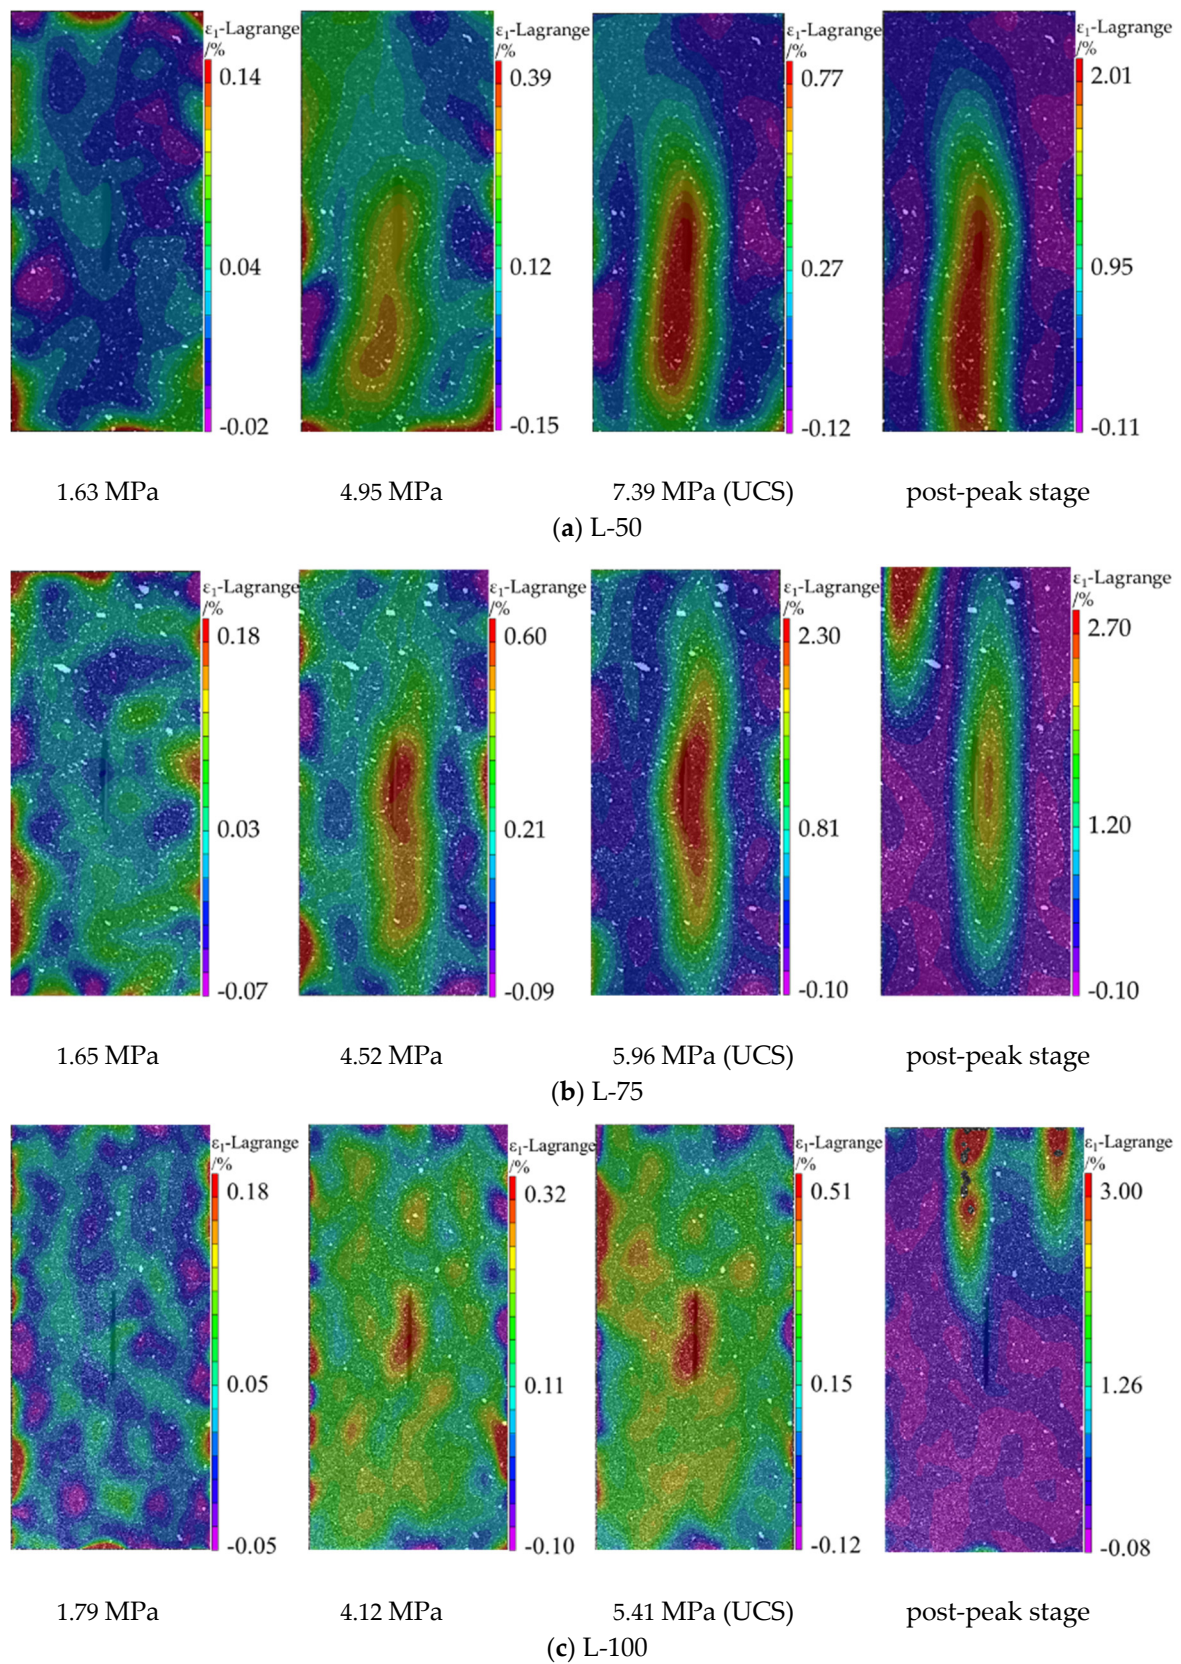 ε₁-Lagrange
/%
0.14
0.04
-0.02
ε₁-Lagrange
/%
0.39
0.12
-0.15
ε₁-Lagrange
/%
0.77
0.27
-0.12
ε₁-Lagrange
/%
2.01
0.95
-0.11
1.63 MPa
4.95 MPa
7.39 MPa (UCS)
post-peak stage
(a) L-50
ε₁-Lagrange
/%
0.18
0.03
-0.07
ε₁-Lagrange
/%
0.60
0.21
-0.09
ε₁-Lagrange
/%
2.30
0.81
-0.10
ε₁-Lagrange
/%
2.70
1.20
-0.10
1.65 MPa
4.52 MPa
5.96 MPa (UCS)
post-peak stage
(b) L-75
ε₁-Lagrange
/%
0.18
0.05
-0.05
ε₁-Lagrange
/%
0.32
0.11
-0.10
ε₁-Lagrange
/%
0.51
0.15
-0.12
ε₁-Lagrange
/%
3.00
1.26
-0.08
1.79 MPa
4.12 MPa
5.41 MPa (UCS)
post-peak stage
(c) L-100